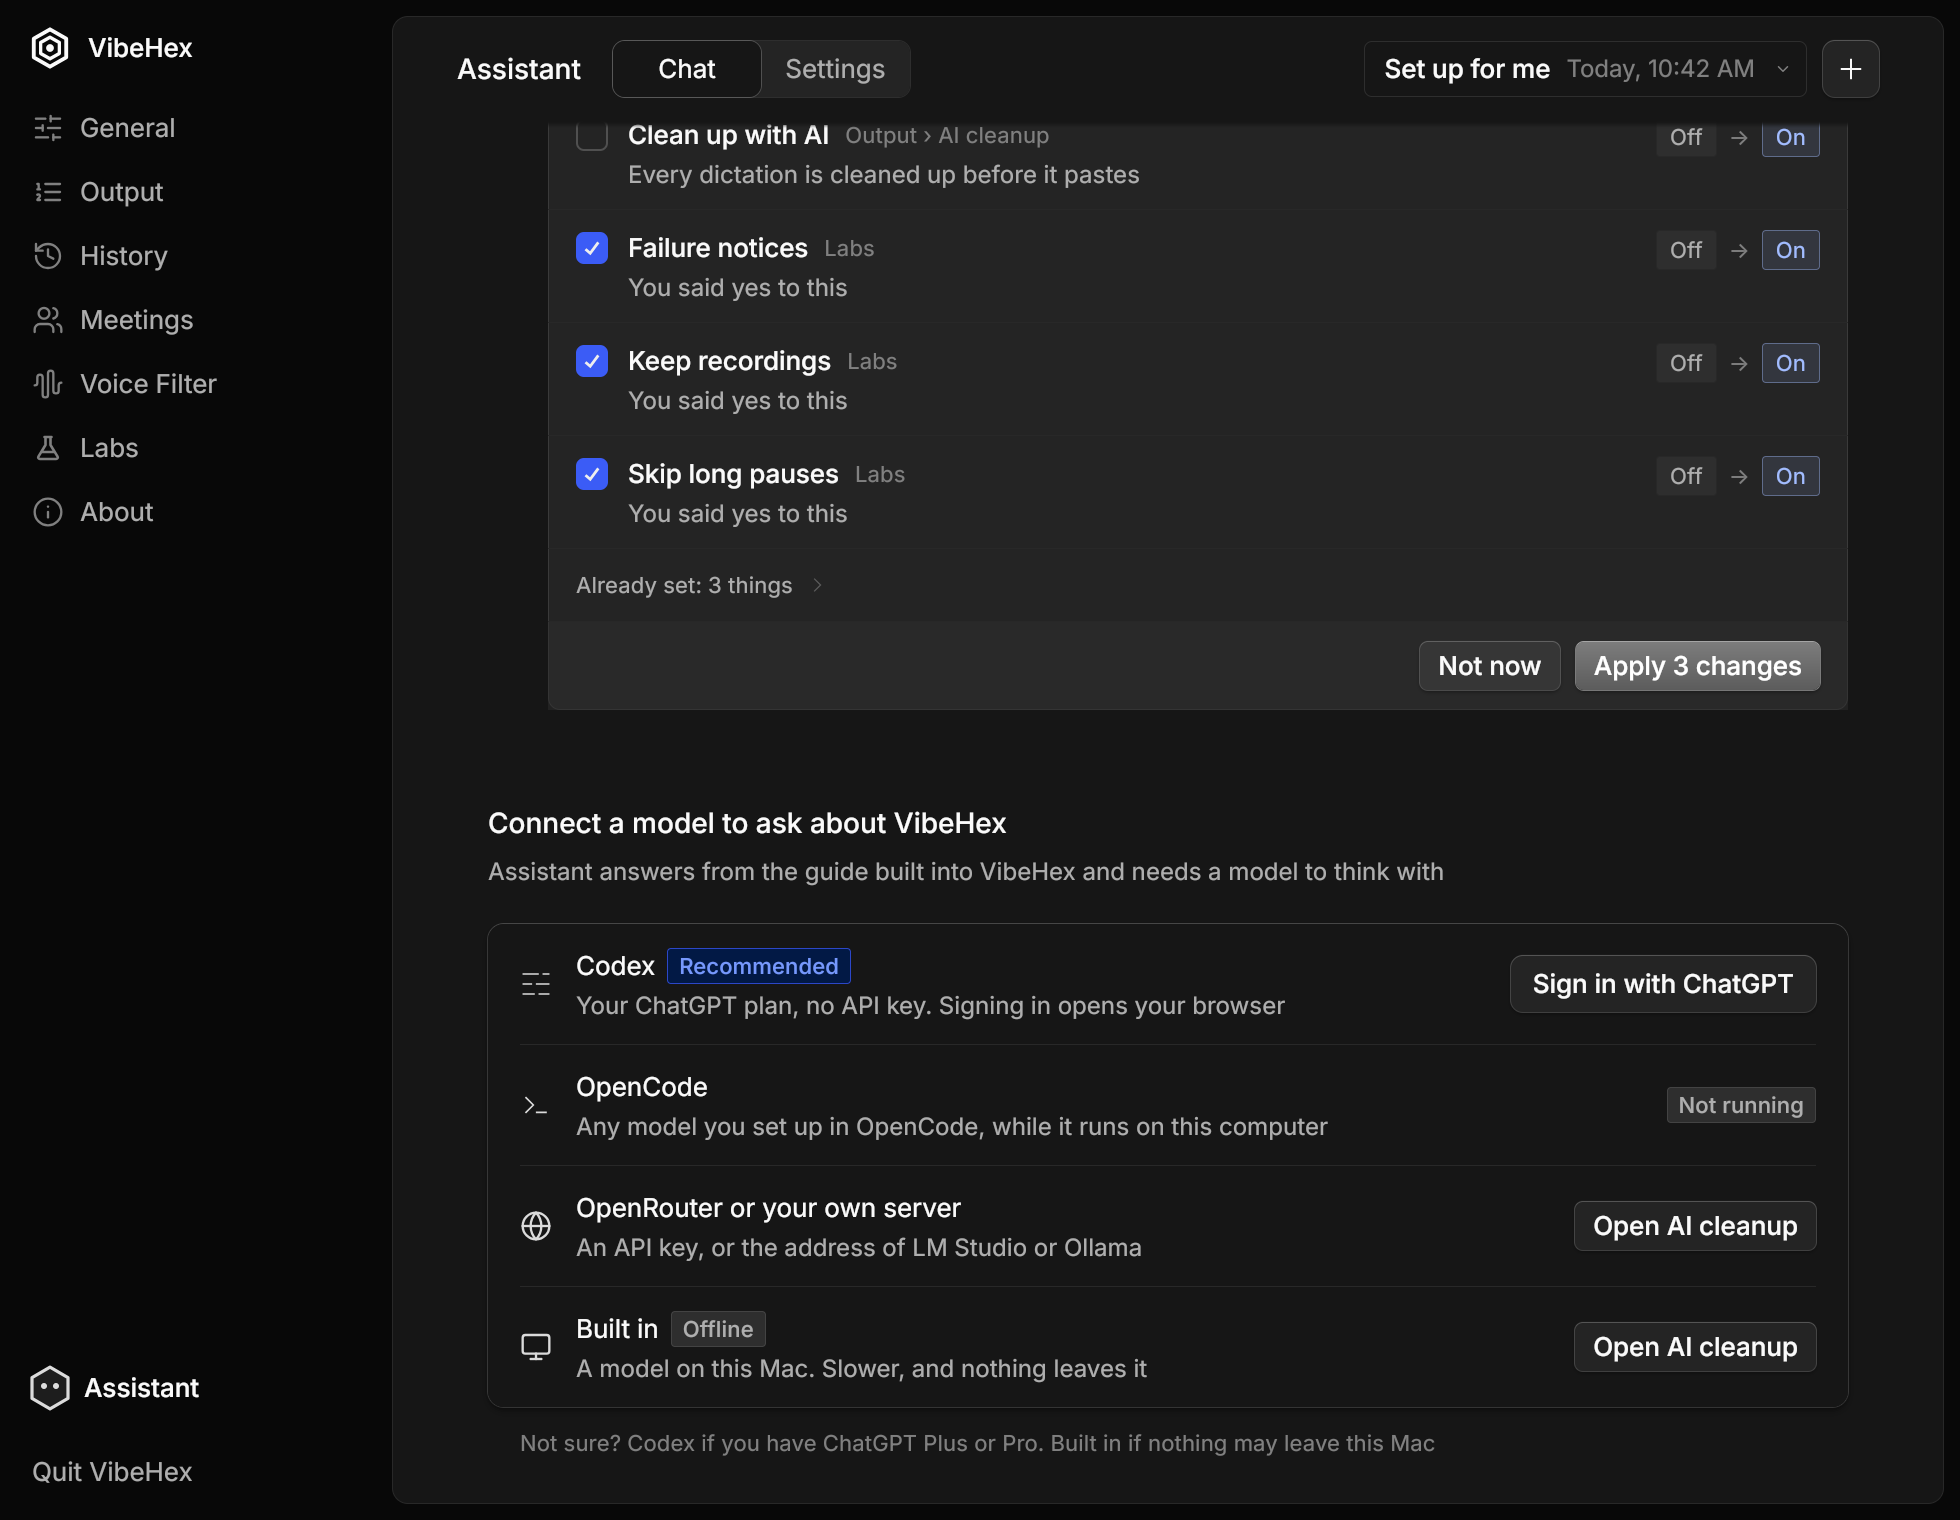 VibeHex
General
Output
History
Meetings
Voice Filter
Labs
About
Assistant
Quit VibeHex
Assistant
Chat
Settings
Set up for me Today, 10:42 AM
Clean up with AI Output › AI cleanup
Every dictation is cleaned up before it pastes
Off → On
Failure notices Labs
You said yes to this
Off → On
Keep recordings Labs
You said yes to this
Off → On
Skip long pauses Labs
You said yes to this
Off → On
Already set: 3 things
Not now
Apply 3 changes
Connect a model to ask about VibeHex
Assistant answers from the guide built into VibeHex and needs a model to think with
Codex Recommended
Your ChatGPT plan, no API key. Signing in opens your browser
Sign in with ChatGPT
OpenCode
Any model you set up in OpenCode, while it runs on this computer
Not running
OpenRouter or your own server
An API key, or the address of LM Studio or Ollama
Open AI cleanup
Built in Offline
A model on this Mac. Slower, and nothing leaves it
Open AI cleanup
Not sure? Codex if you have ChatGPT Plus or Pro. Built in if nothing may leave this Mac